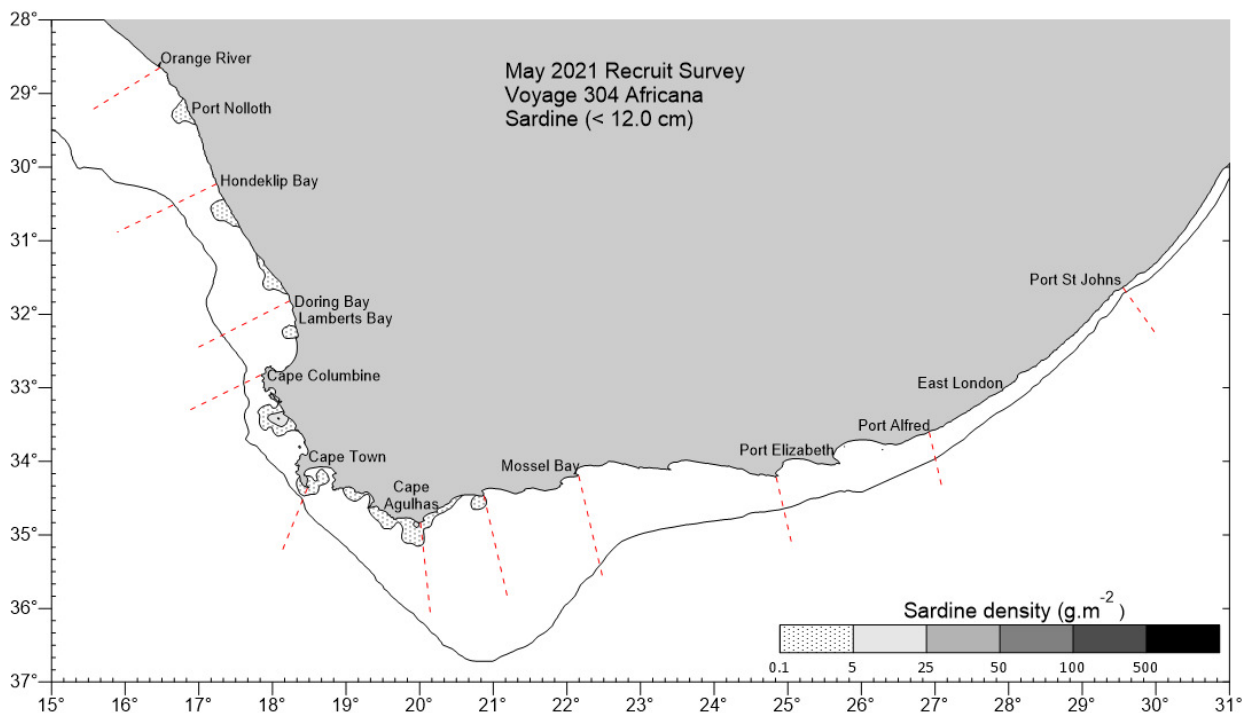 28°
29°
30°
31°
32°
33°
34°
35°
36°
37°
May 2021 Recruit Survey
Voyage 304 Africana
Sardine (< 12.0 cm)
Orange River
Port Nolloth
Hondeklip Bay
Doring Bay
Lamberts Bay
Cape Columbine
Cape Town
Cape
Agulhas
Mossel Bay
Port Elizabeth
Port Alfred
East London
Port St Johns
Sardine density (g.m⁻²)
0.1 5 25 50 100 500
15° 16° 17° 18° 19° 20° 21° 22° 23° 24° 25° 26° 27° 28° 29° 30° 31°